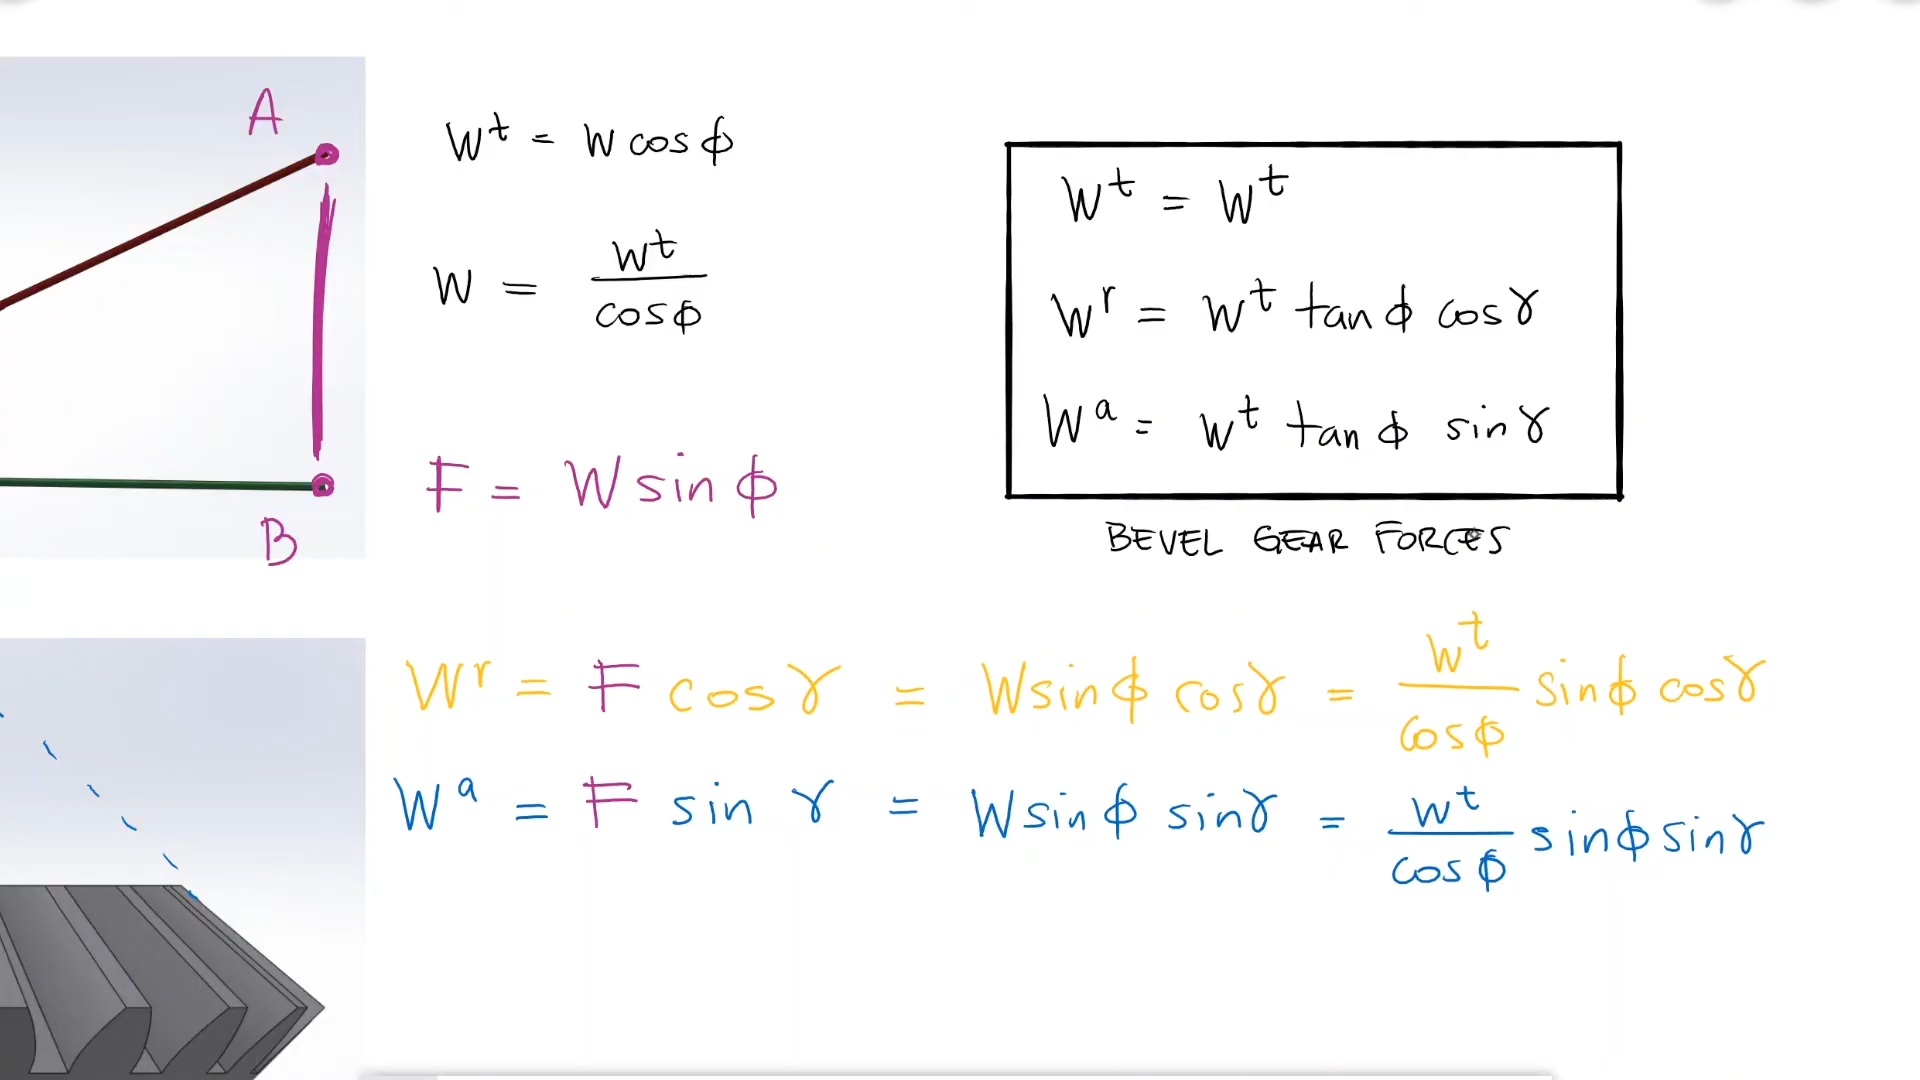 A
B
Wᵗ = W cos ϕ
W = Wᵗ / cos ϕ
F = W sin ϕ
Wᵗ = Wᵗ
Wʳ = Wᵗ tan ϕ cos γ
Wᵃ = Wᵗ tan ϕ sin γ
BEVEL GEAR FORCES
Wʳ = F cos γ = W sin ϕ cos γ = Wᵗ / cos ϕ sin ϕ cos γ
Wᵃ = F sin γ = W sin ϕ sin γ = Wᵗ / cos ϕ sin ϕ sin γ